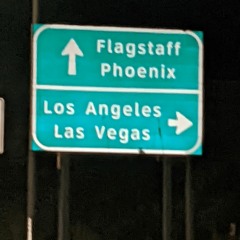 Flagstaff
Phoenix
Los Angeles
Las Vegas